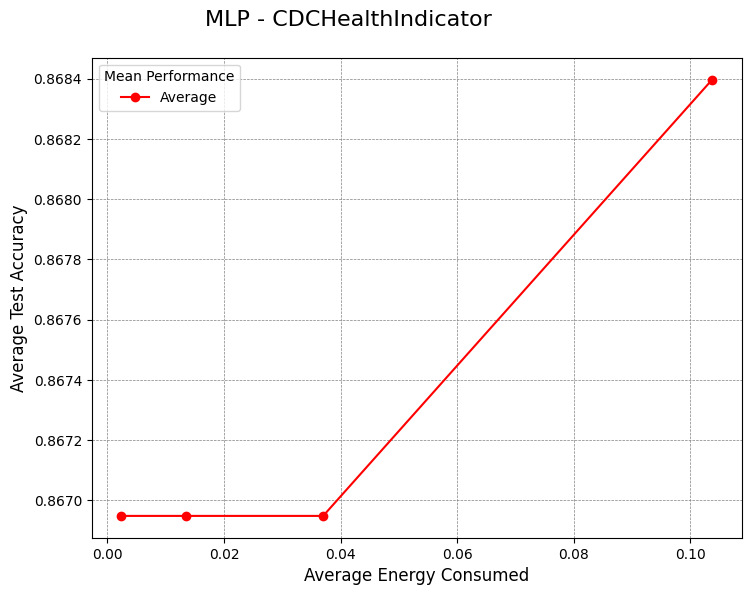 MLP - CDCHealthIndicator
Mean Performance
Average
0.8684
0.8682
0.8680
0.8678
0.8676
0.8674
0.8672
0.8670
Average Test Accuracy
0.00 0.02 0.04 0.06 0.08 0.10
Average Energy Consumed